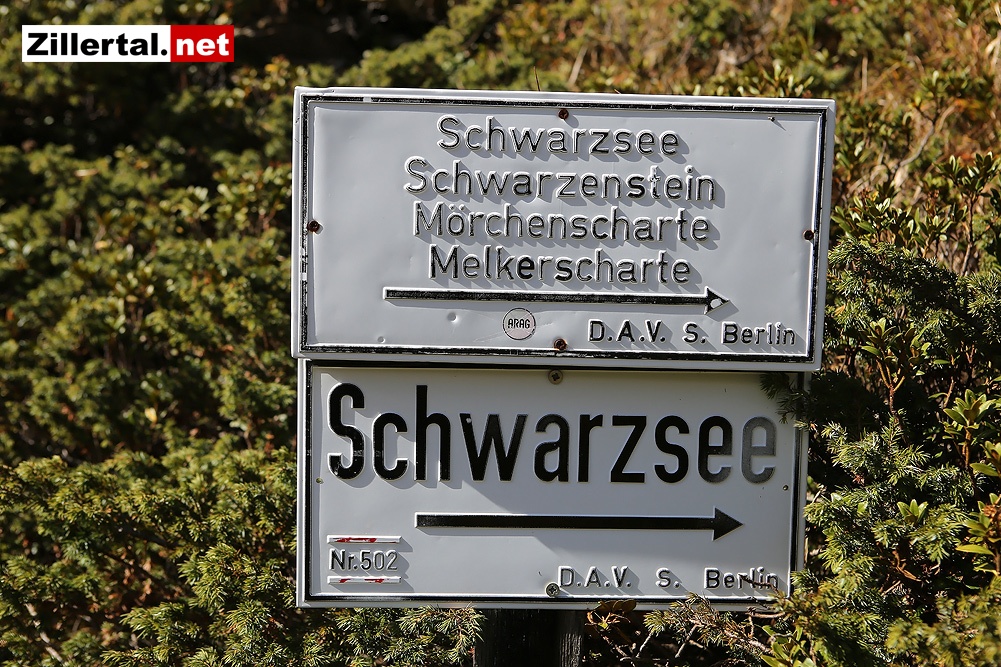 Zillertal.net
Schwarzsee
Schwarzenstein
Mörchenscharte
Melkerscharte
ARAG
D.A.V. S. Berlin
Schwarzsee
Nr.502
D.A.V. S. Berlin